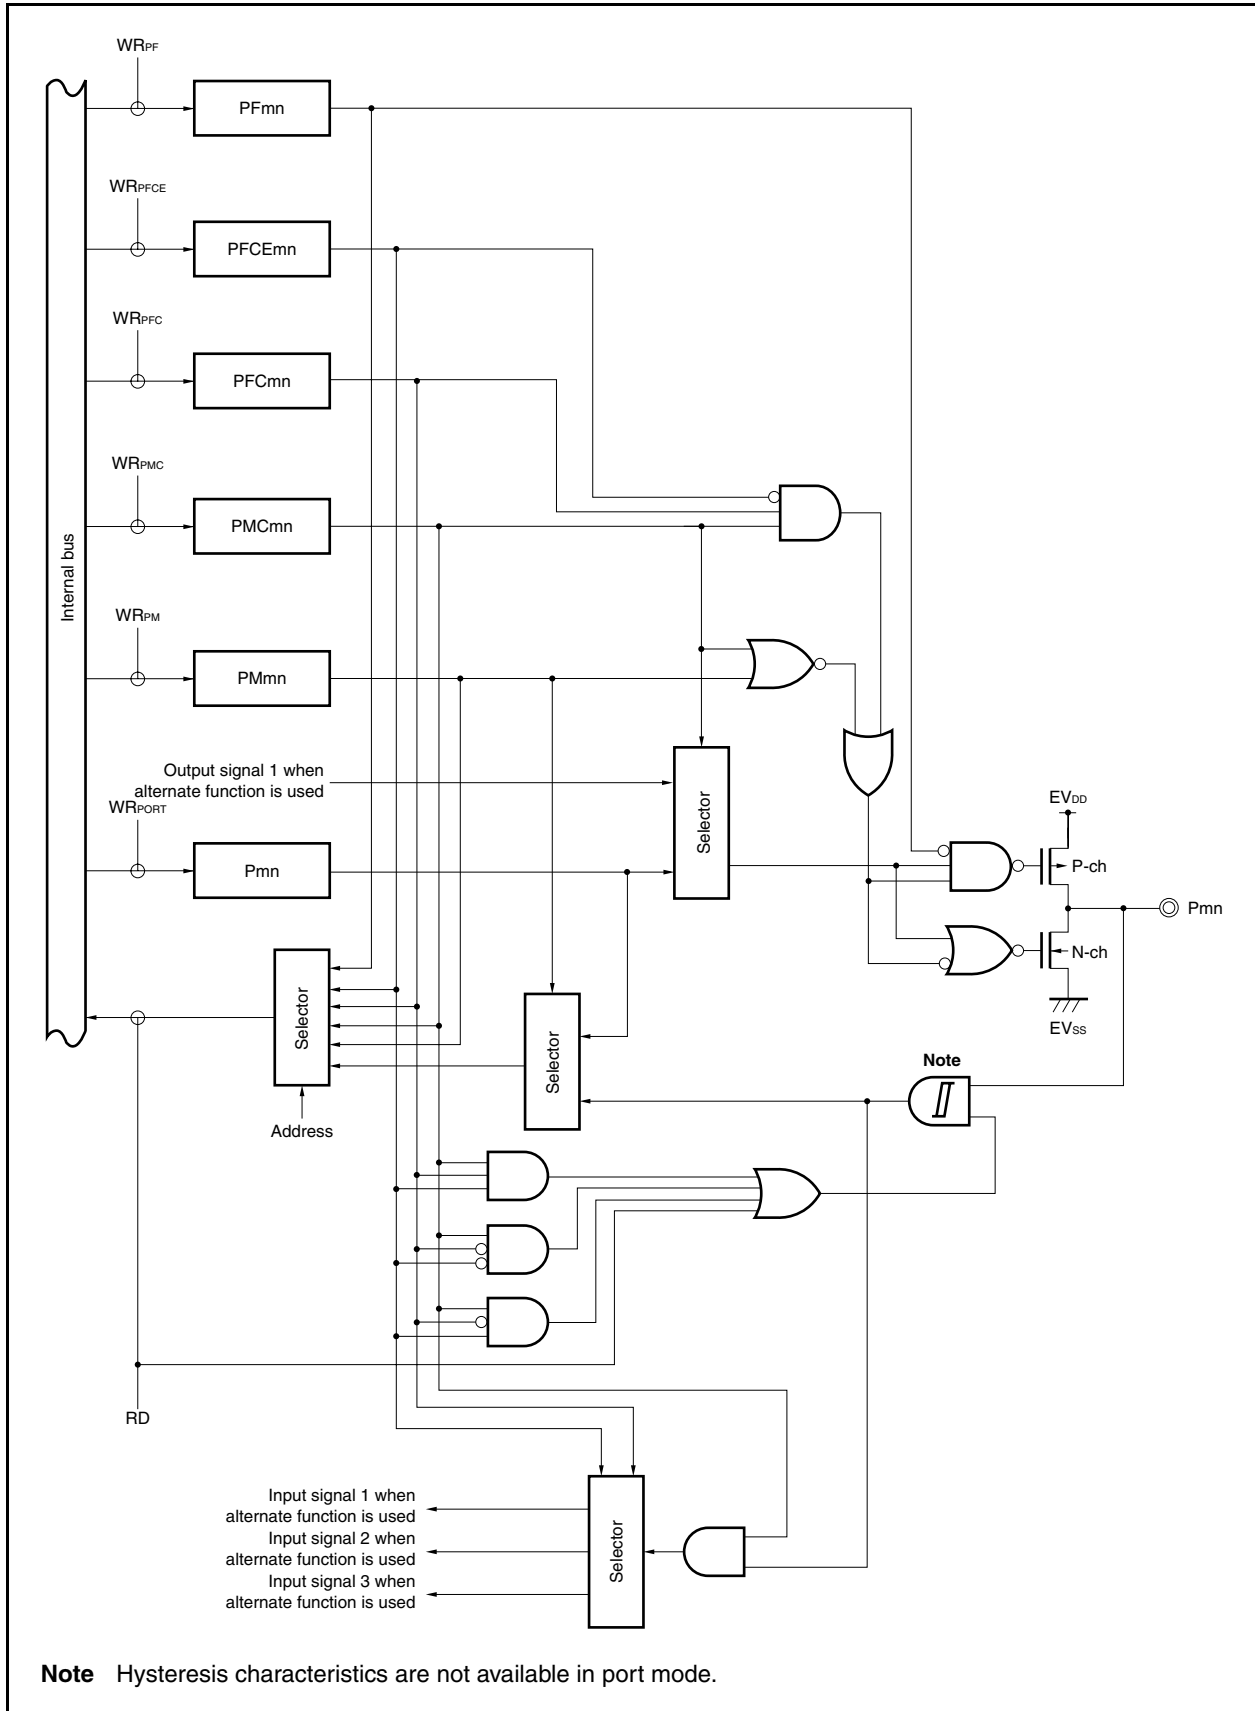 WRPF
PFmn
WRPFCE
PFCEmn
WRPFC
PFCmn
WRPMC
PMCmn
Internal bus
WRPM
PMmn
Output signal 1 when
alternate function is used
WRPORT
Pmn
Selector
EVDD
P-ch
Pmn
N-ch
EVSS
Selector
Selector
Note
Address
RD
Input signal 1 when
alternate function is used
Input signal 2 when
alternate function is used
Input signal 3 when
alternate function is used
Selector
Note Hysteresis characteristics are not available in port mode.